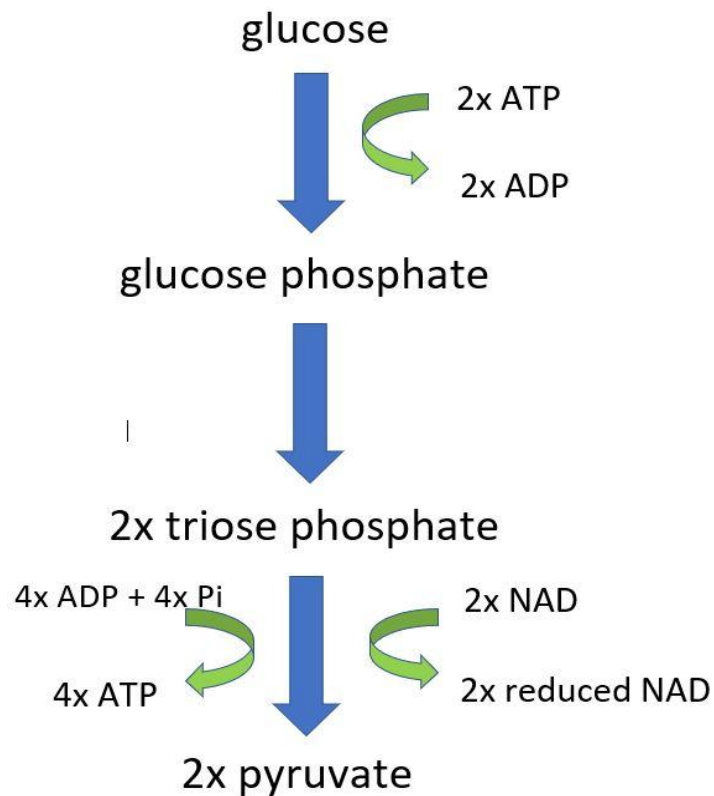 glucose
2x ATP
2x ADP
glucose phosphate
2x triose phosphate
4x ADP + 4x Pi
2x NAD
4x ATP
2x reduced NAD
2x pyruvate